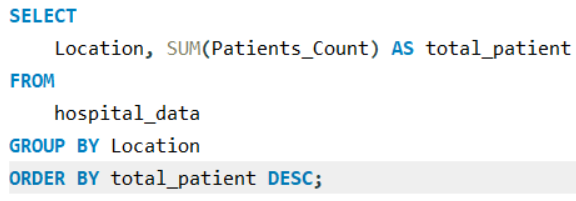 SELECT
Location, SUM(Patients_Count) AS total_patient
FROM
hospital_data
GROUP BY Location
ORDER BY total_patient DESC;